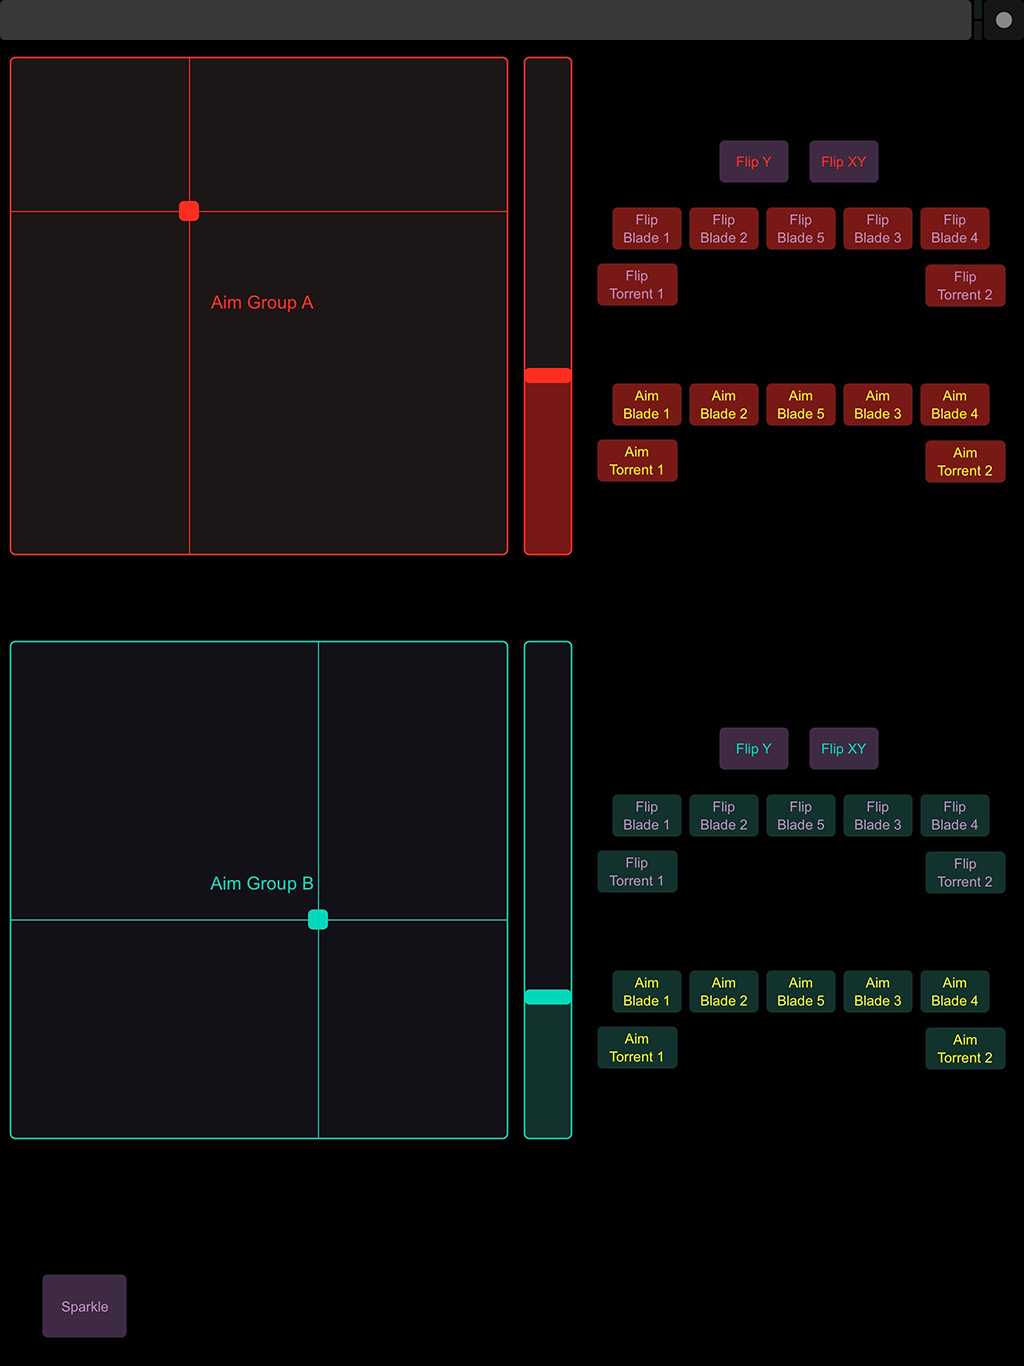 Flip Y
Flip XY
Flip
Blade 1
Flip
Blade 2
Flip
Blade 5
Flip
Blade 3
Flip
Blade 4
Flip
Torrent 1
Flip
Torrent 2
Aim Group A
Aim
Blade 1
Aim
Blade 2
Aim
Blade 5
Aim
Blade 3
Aim
Blade 4
Aim
Torrent 1
Aim
Torrent 2
Flip Y
Flip XY
Flip
Blade 1
Flip
Blade 2
Flip
Blade 5
Flip
Blade 3
Flip
Blade 4
Flip
Torrent 1
Flip
Torrent 2
Aim Group B
Aim
Blade 1
Aim
Blade 2
Aim
Blade 5
Aim
Blade 3
Aim
Blade 4
Aim
Torrent 1
Aim
Torrent 2
Sparkle